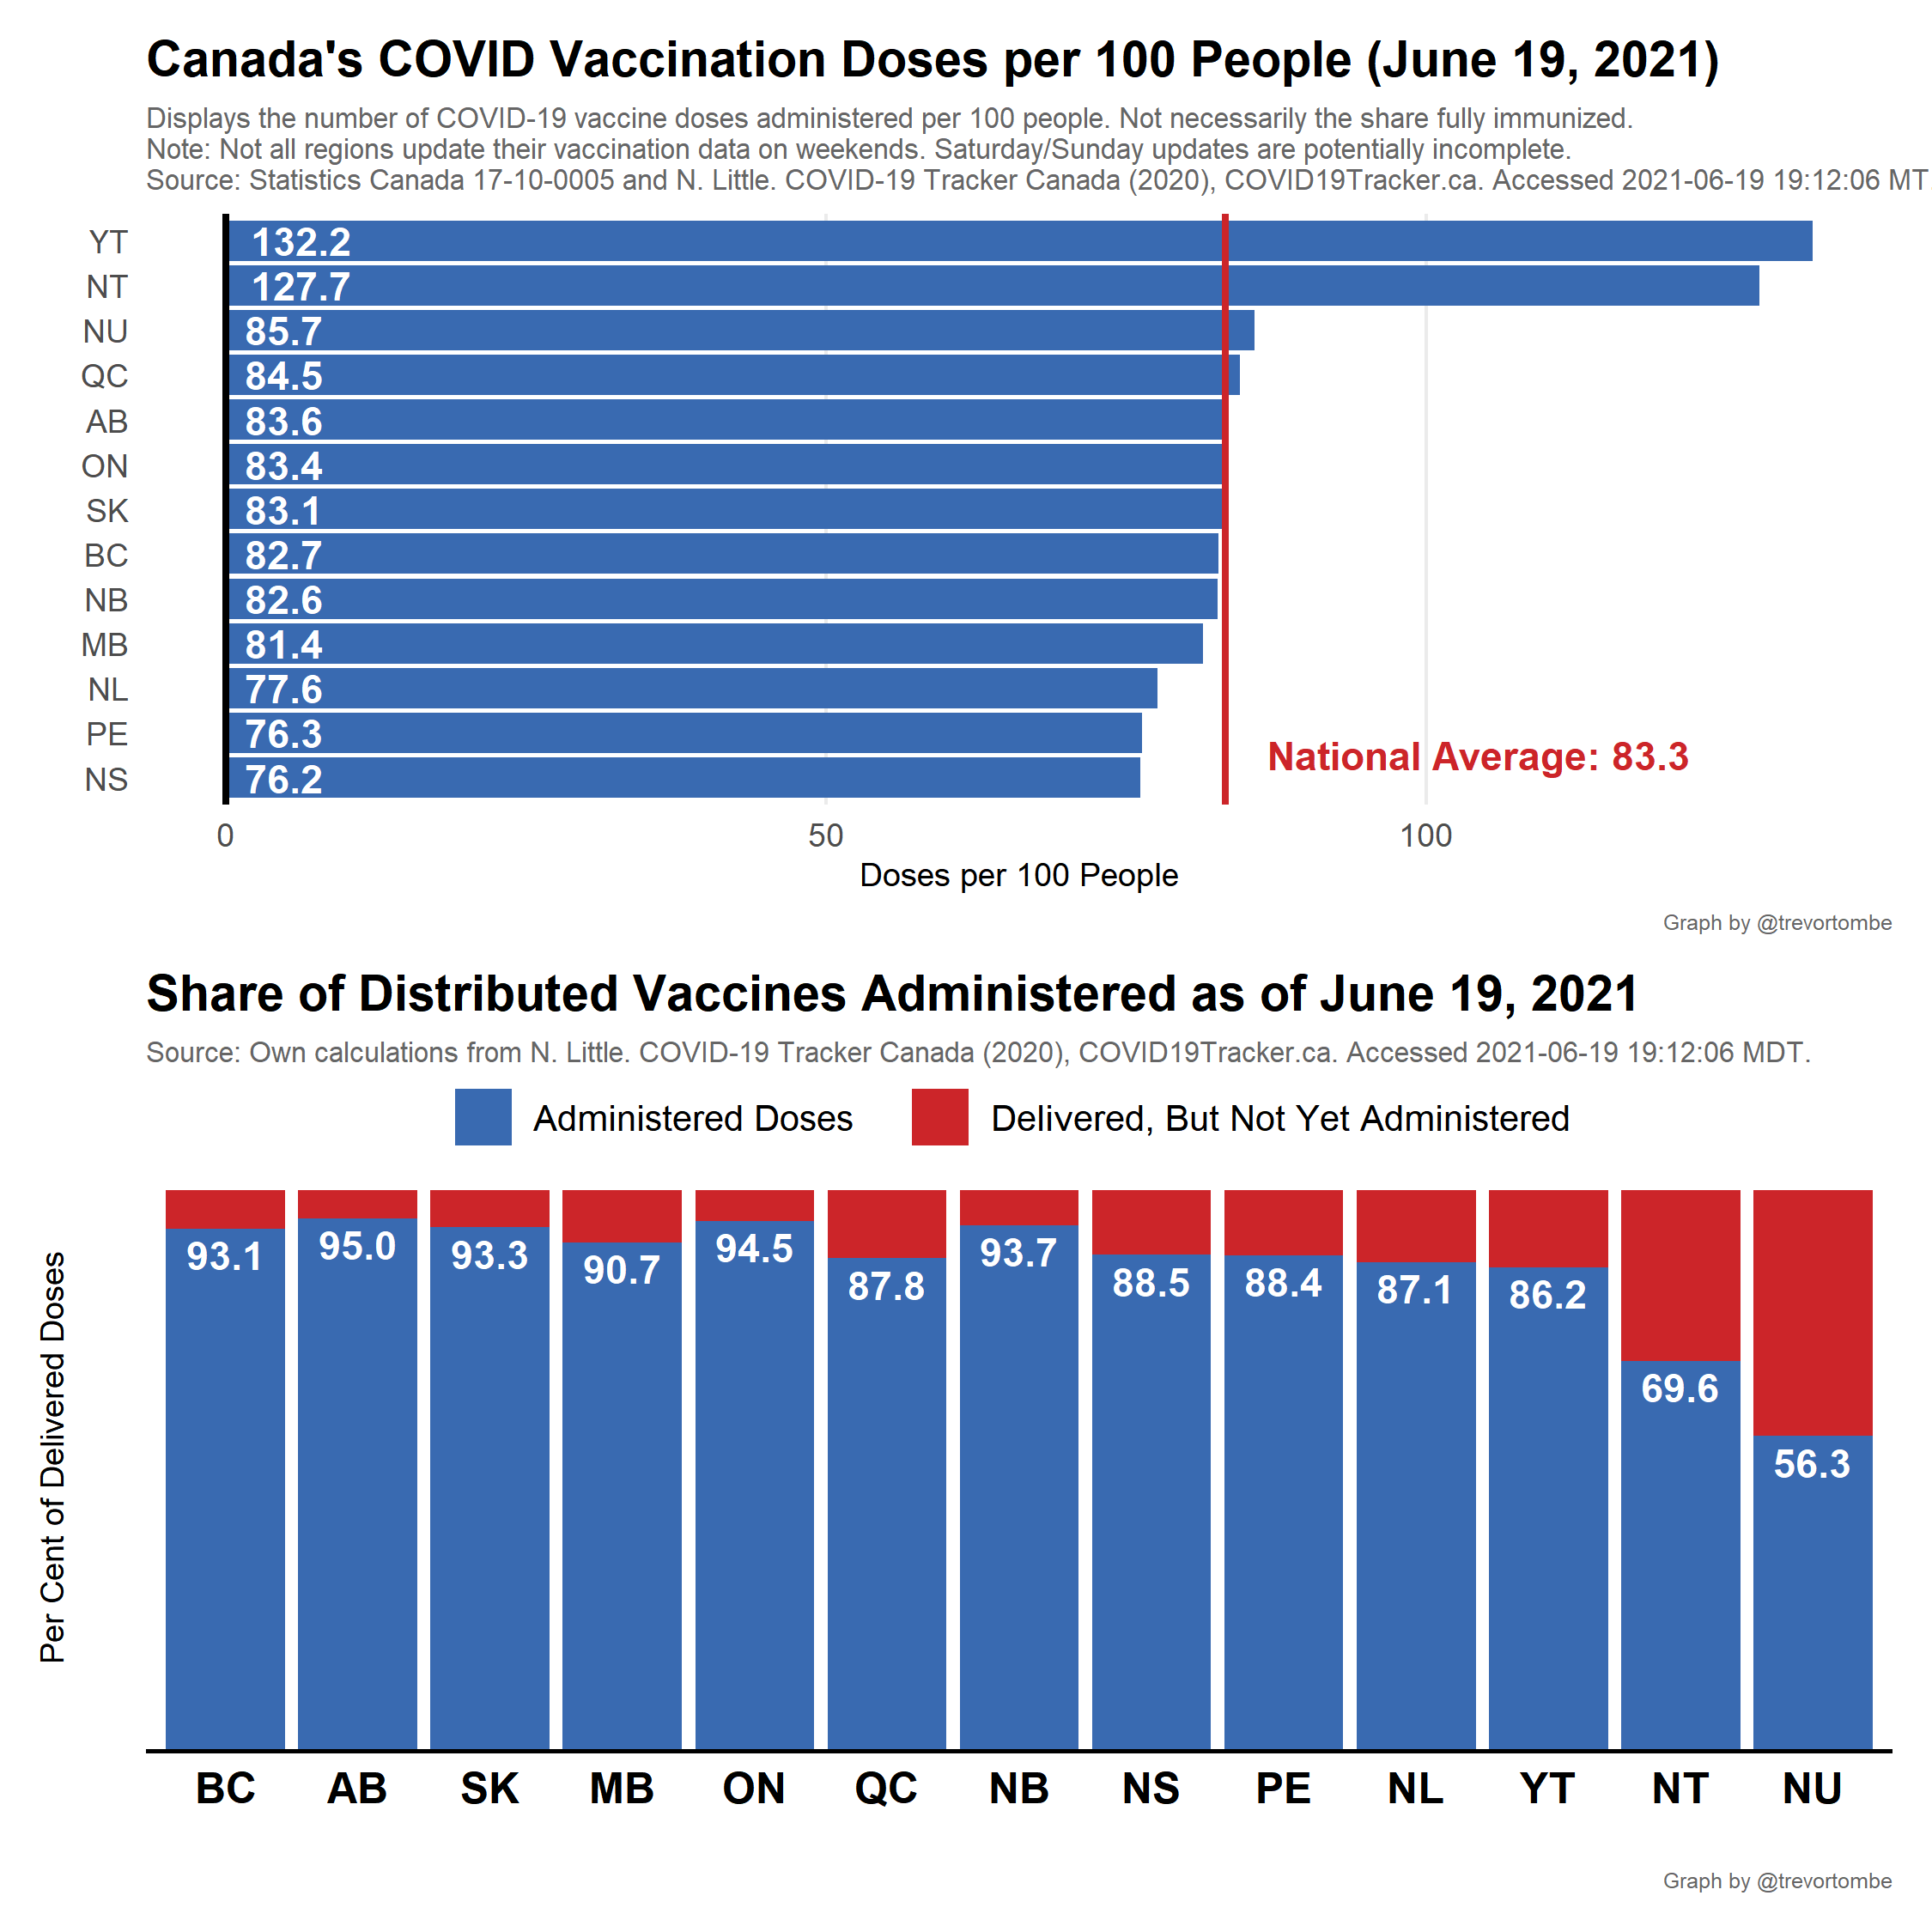 Canada's COVID Vaccination Doses per 100 People (June 19, 2021)
Displays the number of COVID-19 vaccine doses administered per 100 people. Not necessarily the share fully immunized.
Note: Not all regions update their vaccination data on weekends. Saturday/Sunday updates are potentially incomplete.
Source: Statistics Canada 17-10-0005 and N. Little. COVID-19 Tracker Canada (2020), COVID19Tracker.ca. Accessed 2021-06-19 19:12:06 MT
YT 132.2
NT 127.7
NU 85.7
QC 84.5
AB 83.6
ON 83.4
SK 83.1
BC 82.7
NB 82.6
MB 81.4
NL 77.6
PE 76.3
National Average: 83.3
NS 76.2
0 50 100
Doses per 100 People
Graph by @trevortombe
Share of Distributed Vaccines Administered as of June 19, 2021
Source: Own calculations from N. Little. COVID-19 Tracker Canada (2020), COVID19Tracker.ca. Accessed 2021-06-19 19:12:06 MDT.
Administered Doses Delivered, But Not Yet Administered
Per Cent of Delivered Doses
93.1 95.0 93.3 90.7 94.5 87.8 93.7 88.5 88.4 87.1 86.2 69.6 56.3
BC AB SK MB ON QC NB NS PE NL YT NT NU
Graph by @trevortombe